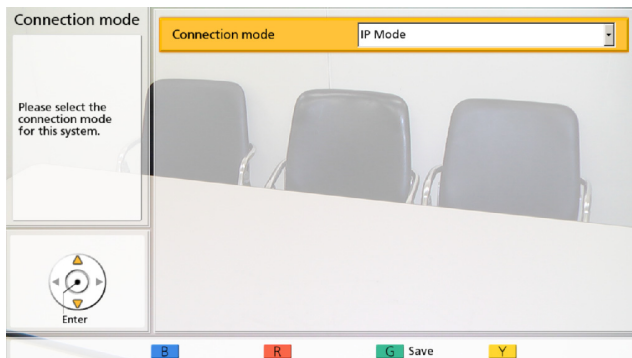 Connection mode
Connection mode IP Mode
Please select the
connection mode
for this system.
Enter
B R G Save Y